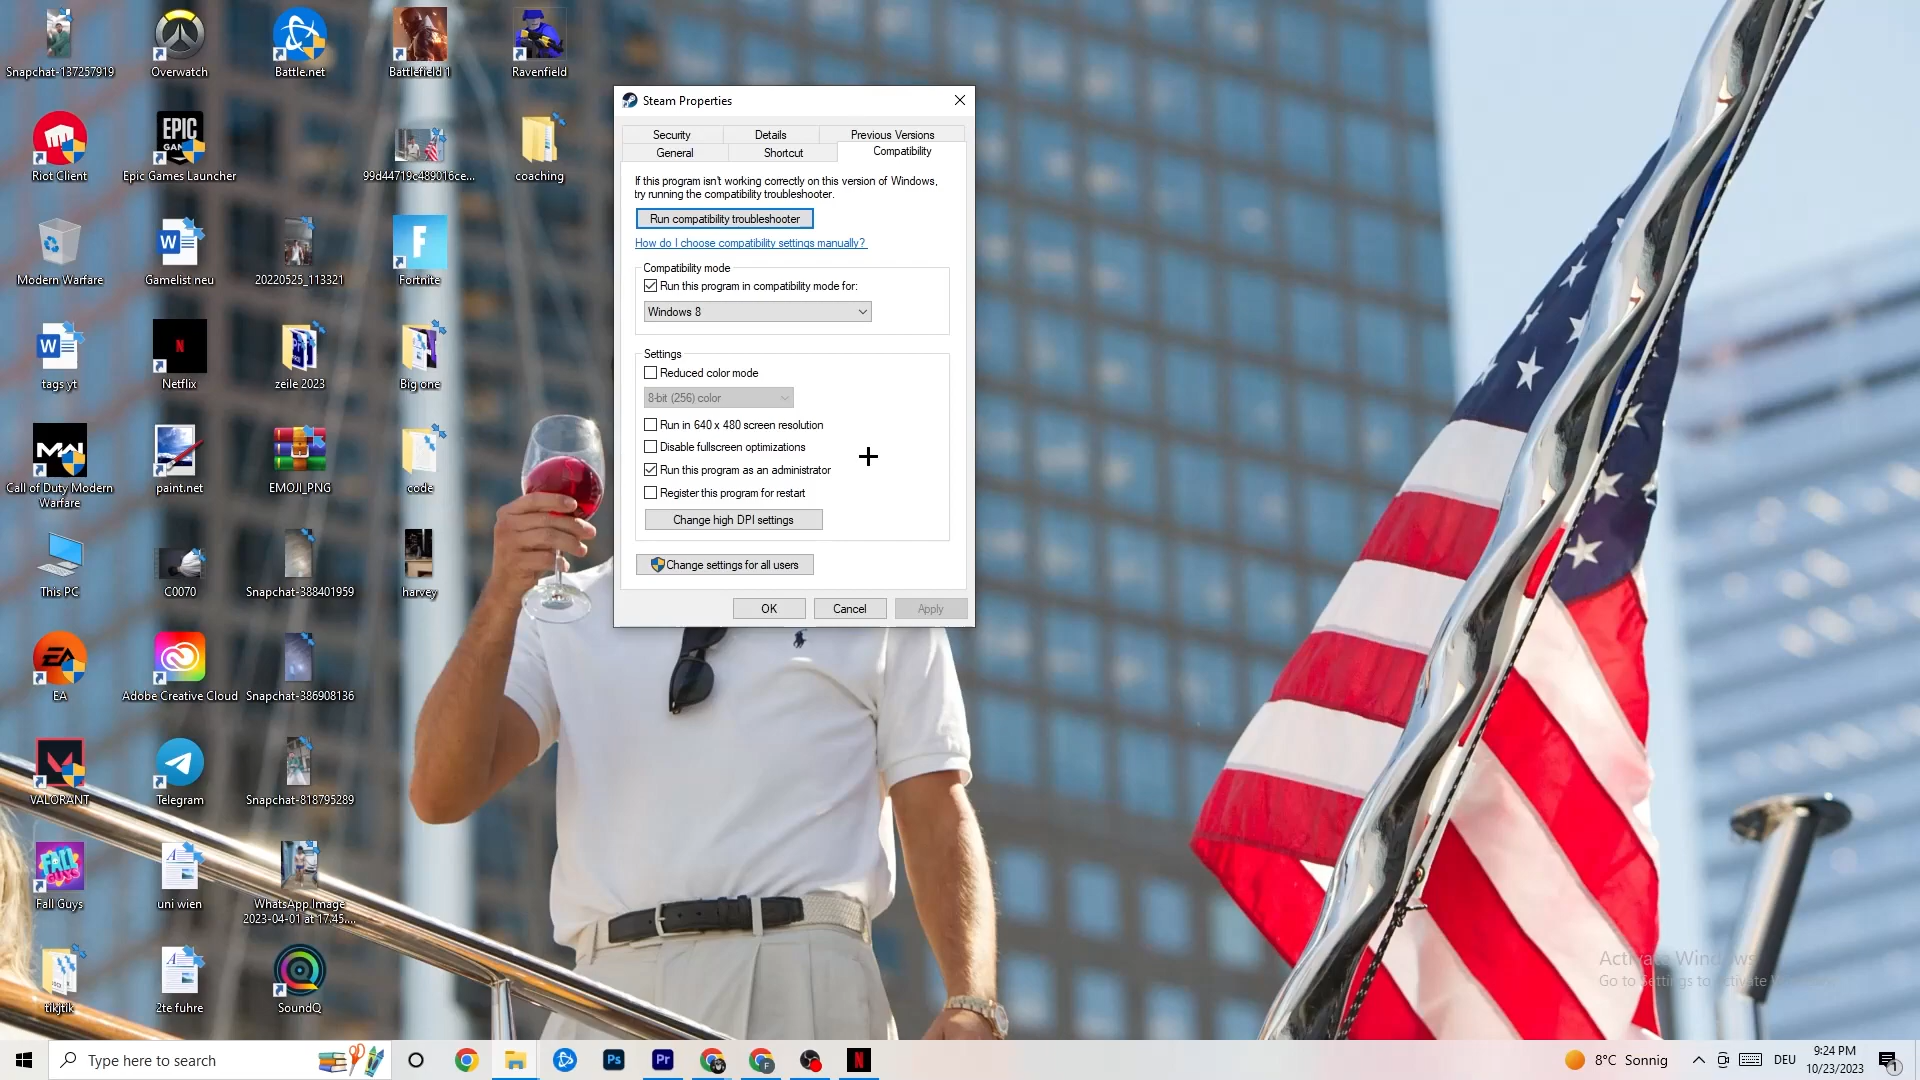 Snapchat-137257919
Overwatch
Battle.net
Battlefield 1
Ravenfield
Riot Client
EPIC
Epic Games Launcher
99d44719c489016ce...
coaching
Modern Warfare
Gamelist neu
20220525_113321
F
Fortnite
tags yt
N
Netflix
zeile 2023
Big one
MW
Call of Duty Modern
Warfare
paint.net
EMOJI_PNG
code
This PC
C0070
Snapchat-388401959
harvey
EA
EA
Adobe Creative Cloud
Snapchat-386908136
VALORANT
Telegram
Snapchat-818795289
FALL GUYS
Fall Guys
uni wien
WhatsApp Image
2023-04-01 at 17.45....
tikjtik
2te fuhre
SoundQ
Steam Properties
Security
Details
Previous Versions
General
Shortcut
Compatibility
If this program isn't working correctly on this version of Windows,
try running the compatibility troubleshooter.
Run compatibility troubleshooter
How do I choose compatibility settings manually?
Compatibility mode
Run this program in compatibility mode for:
Windows 8
Settings
Reduced color mode
8-bit (256) color
Run in 640 x 480 screen resolution
Disable fullscreen optimizations
Run this program as an administrator
Register this program for restart
Change high DPI settings
Change settings for all users
OK
Cancel
Apply
Activate Windows
Go to Settings to activate
Type here to search
Ps
Pr
F
N
8°C Sonnig
DEU
9:24 PM
10/23/2023
1